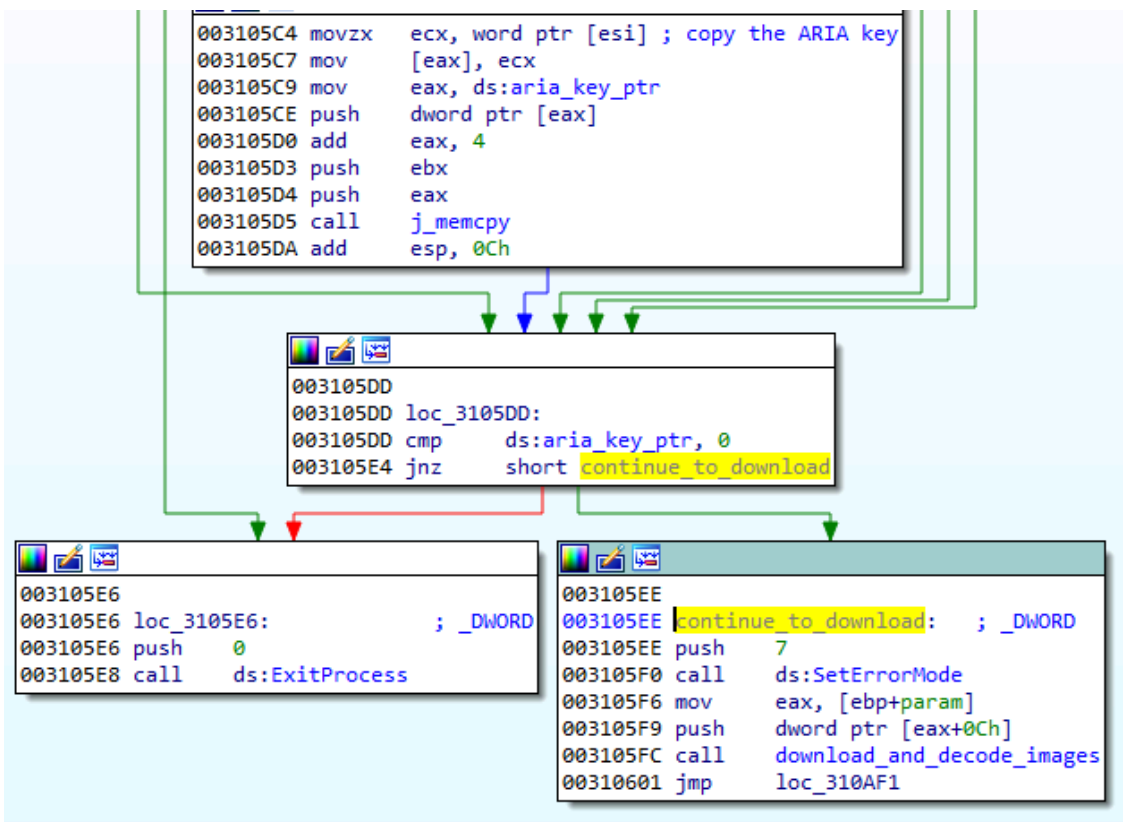 003105C4 movzx   ecx, word ptr [esi] ; copy the ARIA key
003105C7 mov     [eax], ecx
003105C9 mov     eax, ds:aria_key_ptr
003105CE push    dword ptr [eax]
003105D0 add     eax, 4
003105D3 push    ebx
003105D4 push    eax
003105D5 call    j_memcpy
003105DA add     esp, 0Ch
003105DD
003105DD loc_3105DD:
003105DD cmp     ds:aria_key_ptr, 0
003105E4 jnz     short continue_to_download
003105E6
003105E6 loc_3105E6:             ; _DWORD
003105E6 push    0
003105E8 call    ds:ExitProcess
003105EE
003105EE continue_to_download:   ; _DWORD
003105EE push    7
003105F0 call    ds:SetErrorMode
003105F6 mov     eax, [ebp+param]
003105F9 push    dword ptr [eax+0Ch]
003105FC call    download_and_decode_images
00310601 jmp     loc_310AF1